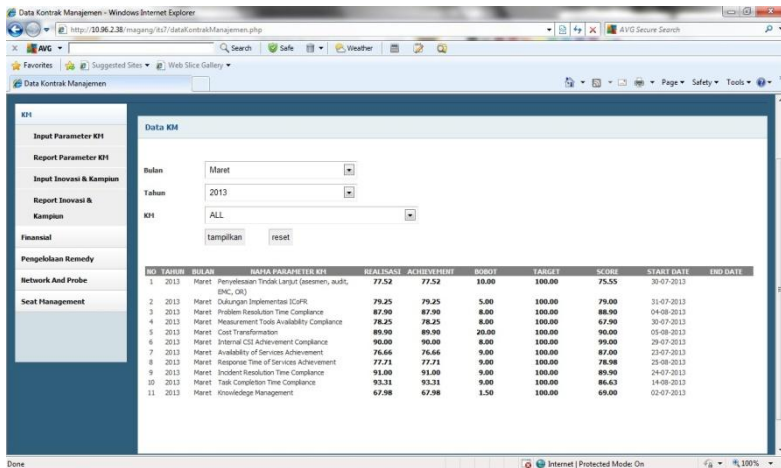 Data Kontrak Manajemen - Windows Internet Explorer
http://10.96.2.38/magang/its7/dataKontrakManajemen.php
AVG Secure Search
AVG Search Safe Weather
Favorites Suggested Sites Web Slice Gallery
Data Kontrak Manajemen
Page Safety Tools
KM
Input Parameter KM
Report Parameter KM
Input Inovasi & Kampiun
Report Inovasi &
Kampiun
Finansial
Pengelolaan Remedy
Network And Probe
Seat Management
Data KM
Bulan Maret
Tahun 2013
KM ALL
tampilkan reset
NO TAHUN BULAN NAMA PARAMETER KM REALISASI ACHIEVEMENT BOBOT TARGET SCORE START DATE END DATE
1 2013 Maret Penyelesaian Tindak Lanjut (asesmen, audit, 77.52 77.52 10.00 100.00 75.55 30-07-2013
EMC, OR)
2 2013 Maret Dukungan Implementasi ICoFR 79.25 79.25 5.00 100.00 79.00 31-07-2013
3 2013 Maret Problem Resolution Time Compliance 87.90 87.90 8.00 100.00 88.90 04-08-2013
4 2013 Maret Measurement Tools Availability Compliance 78.25 78.25 8.00 100.00 67.90 30-07-2013
5 2013 Maret Cost Transformation 89.90 89.90 20.00 100.00 90.00 05-08-2013
6 2013 Maret Internal CSI Achievement Compliance 90.00 90.00 8.00 100.00 99.00 29-07-2013
7 2013 Maret Availability of Services Achievement 76.66 76.66 9.00 100.00 87.00 23-07-2013
8 2013 Maret Response Time of Services Achievement 77.71 77.71 9.00 100.00 78.98 25-08-2013
9 2013 Maret Incident Resolution Time Compliance 91.00 91.00 9.00 100.00 89.90 24-07-2013
10 2013 Maret Task Completion Time Compliance 93.31 93.31 9.00 100.00 86.63 14-08-2013
11 2013 Maret Knowledege Management 67.98 67.98 1.50 100.00 69.00 02-07-2013
Done Internet | Protected Mode: On 100%